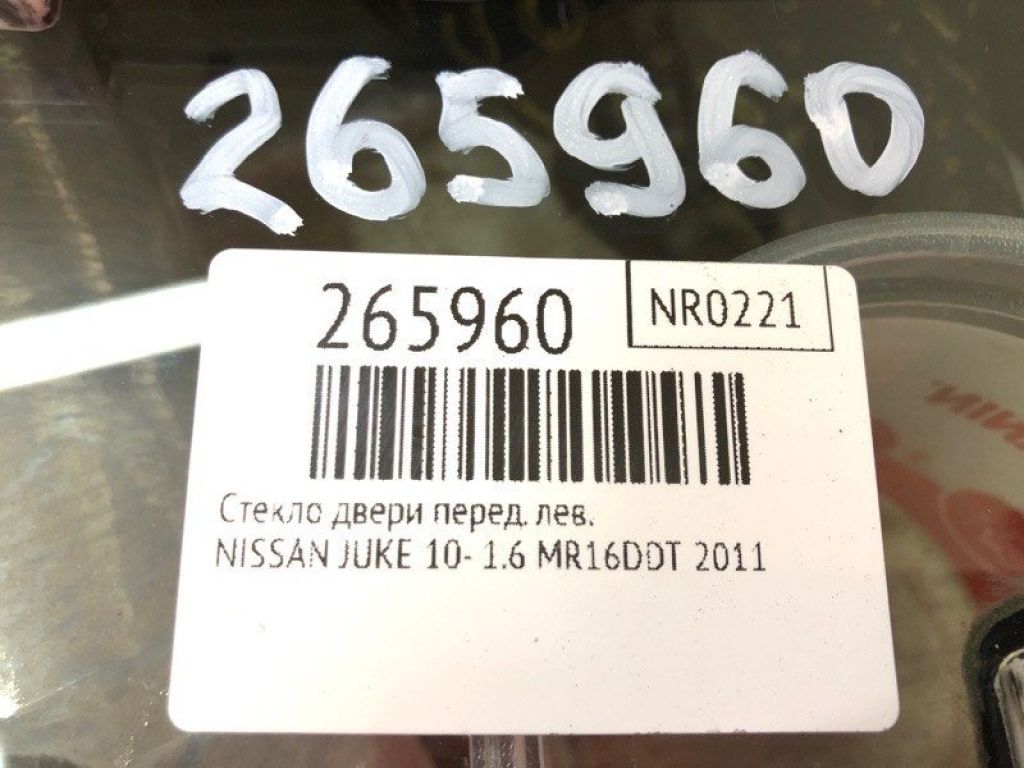 265960
265960
NR0221
Стекло двери перед. лев.
NISSAN JUKE 10- 1.6 MR16DDT 2011